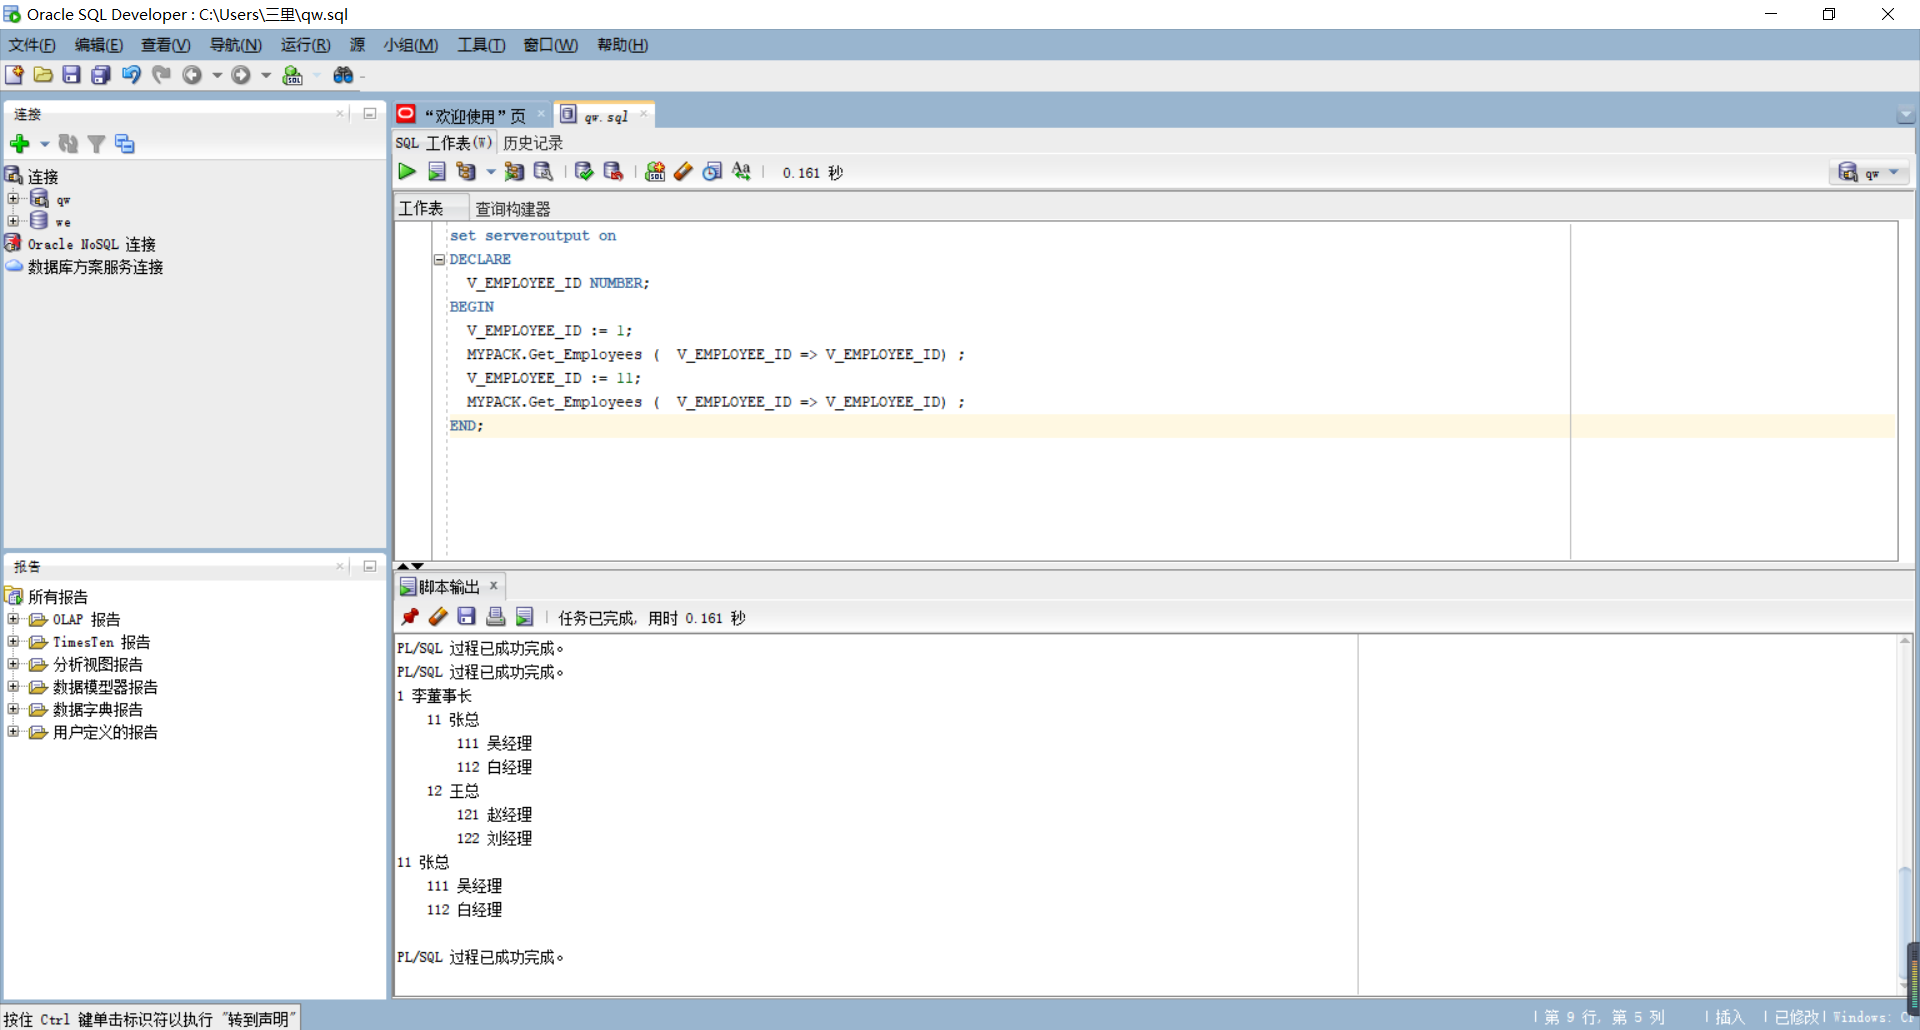 Oracle SQL Developer : C:\Users\三里\qw.sql
文件(F) 编辑(E) 查看(V) 导航(N) 运行(R) 源 小组(M) 工具(T) 窗口(W) 帮助(H)
连接
连接
qw
we
Oracle NoSQL 连接
数据库方案服务连接
报告
所有报告
OLAP 报告
TimesTen 报告
分析视图报告
数据模型器报告
数据字典报告
用户定义的报告
“欢迎使用”页 qw.sql
SQL 工作表(W) 历史记录
0.161 秒 qw
工作表 查询构建器
set serveroutput on
DECLARE
V_EMPLOYEE_ID NUMBER;
BEGIN
V_EMPLOYEE_ID := 1;
MYPACK.Get_Employees (  V_EMPLOYEE_ID => V_EMPLOYEE_ID) ;
V_EMPLOYEE_ID := 11;
MYPACK.Get_Employees (  V_EMPLOYEE_ID => V_EMPLOYEE_ID) ;
END;
脚本输出
任务已完成, 用时 0.161 秒
PL/SQL 过程已成功完成。
PL/SQL 过程已成功完成。
1 李董事长
11 张总
111 吴经理
112 白经理
12 王总
121 赵经理
122 刘经理
11 张总
111 吴经理
112 白经理
PL/SQL 过程已成功完成。
按住 Ctrl 键单击标识符以执行 "转到声明"
第 9 行, 第 5 列 | 插入 | 已修改 | Windows: